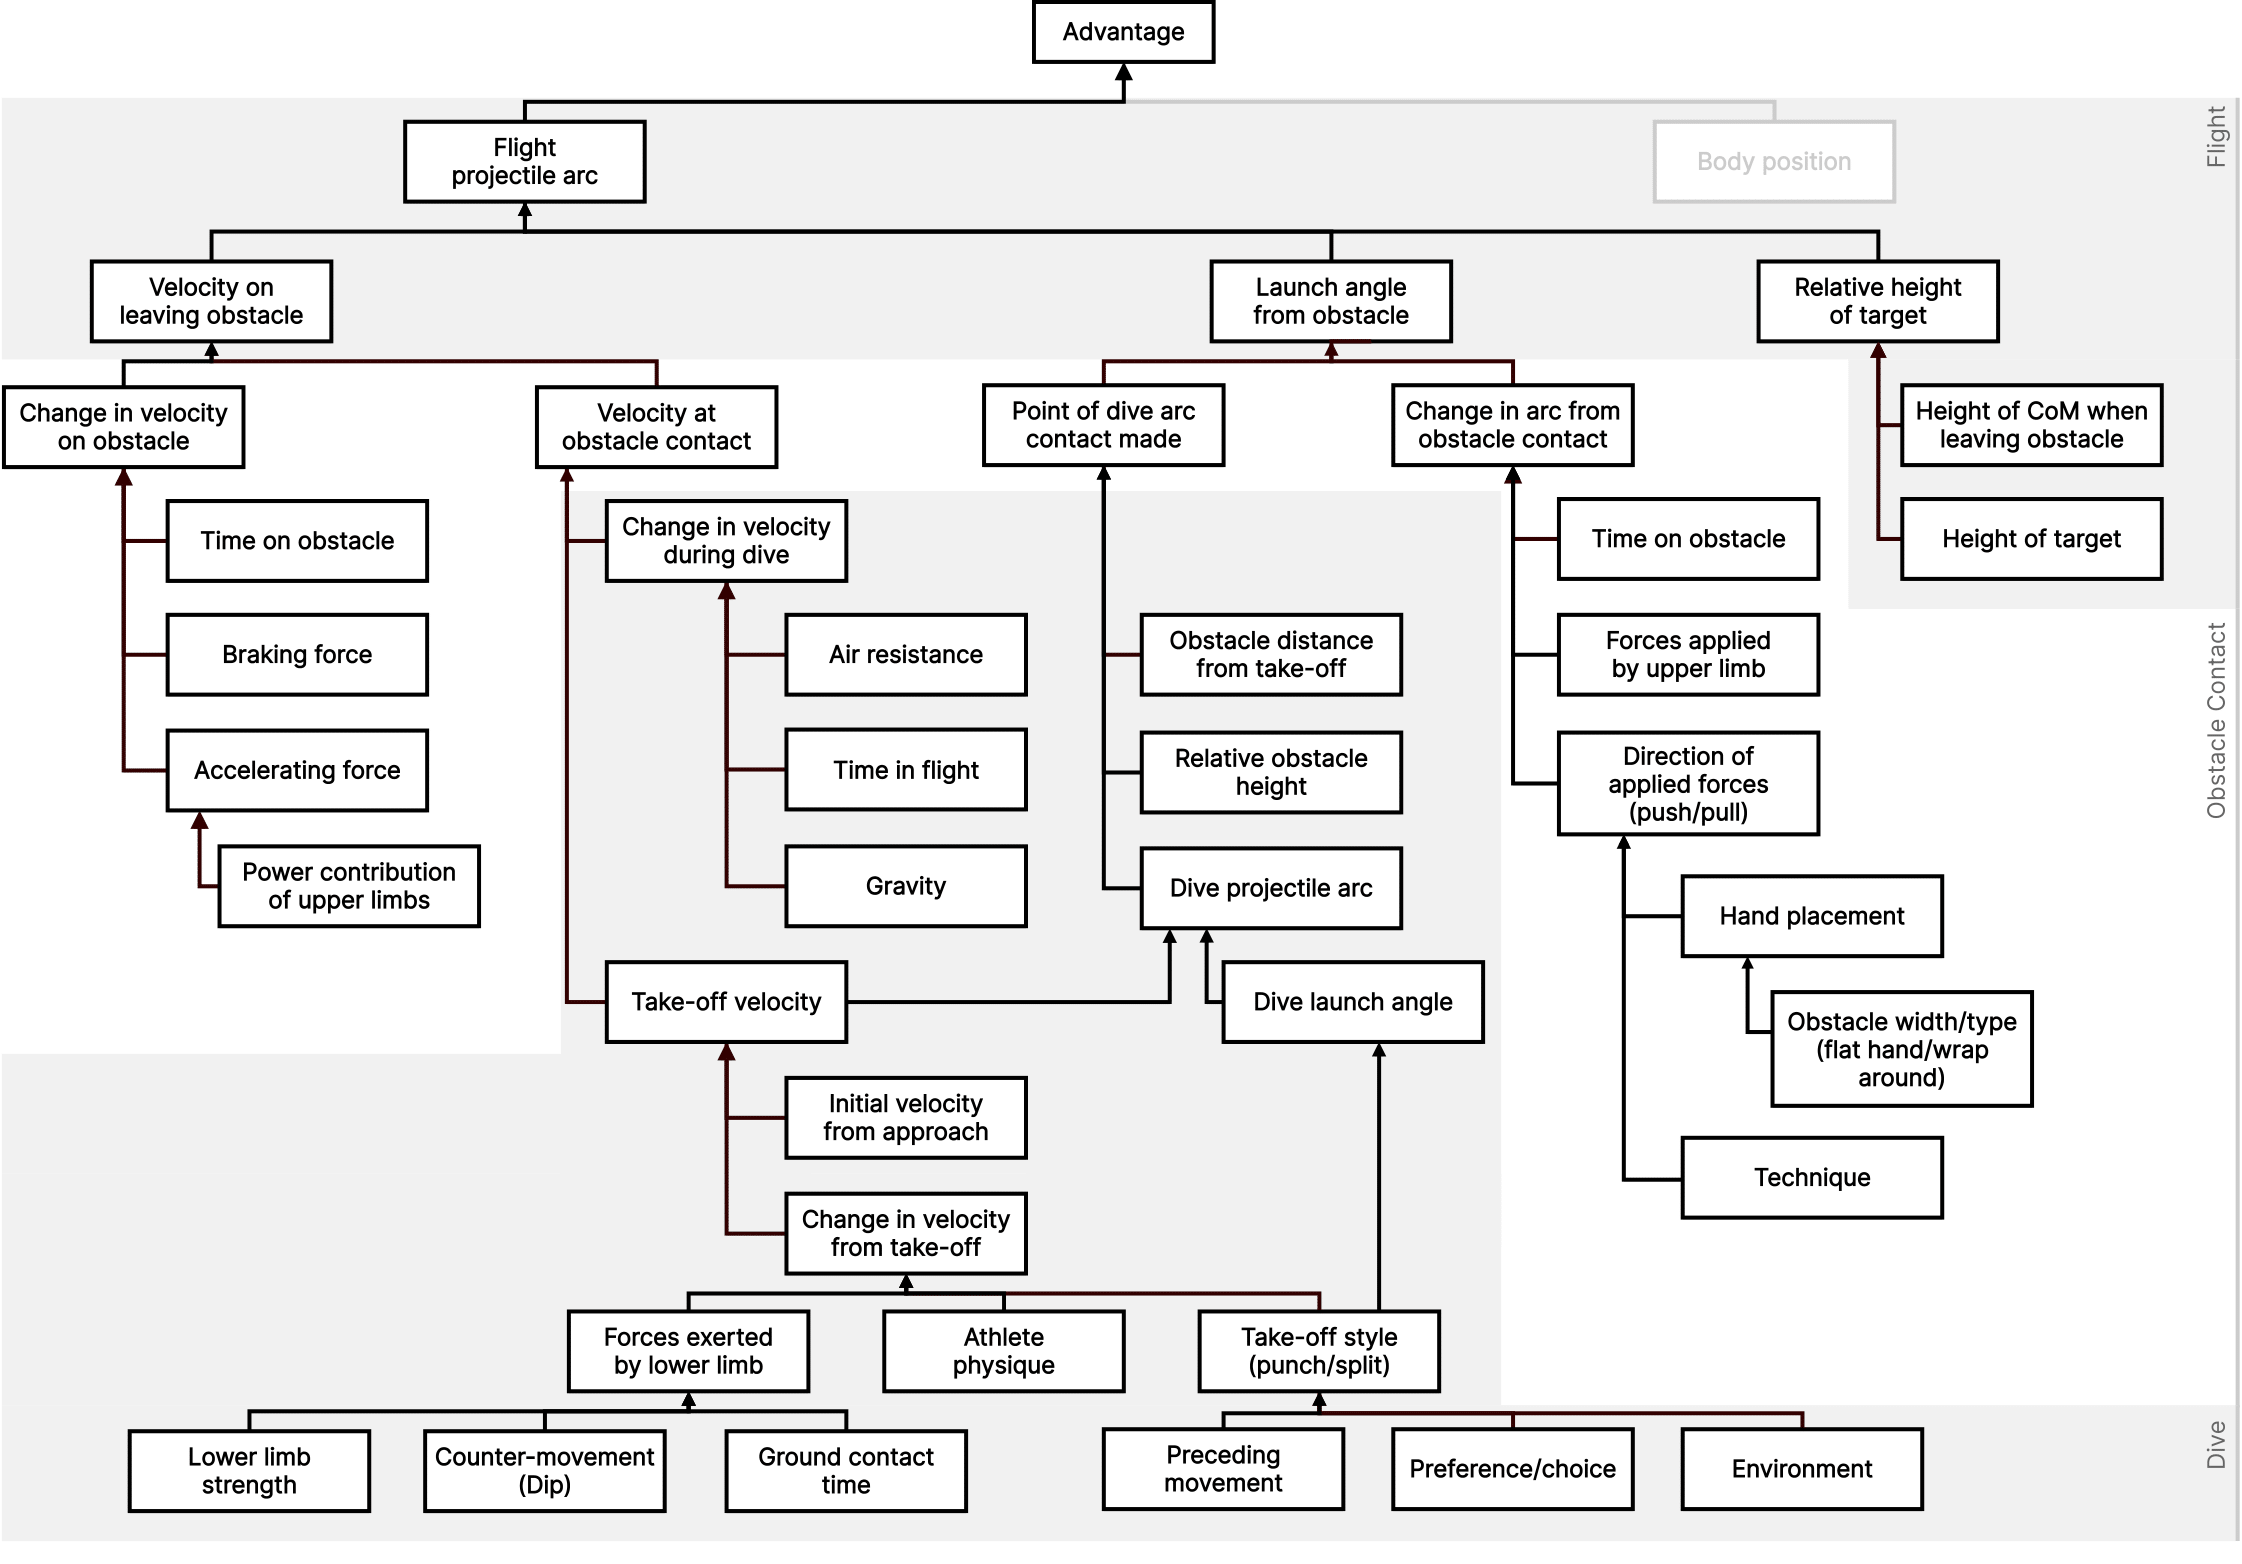 Advantage
Flight
projectile arc
Body position
Flight
Velocity on
leaving obstacle
Launch angle
from obstacle
Relative height
of target
Change in velocity
on obstacle
Velocity at
obstacle contact
Point of dive arc
contact made
Change in arc from
obstacle contact
Height of CoM when
leaving obstacle
Time on obstacle
Change in velocity
during dive
Time on obstacle
Height of target
Braking force
Air resistance
Obstacle distance
from take-off
Forces applied
by upper limb
Obstacle Contact
Accelerating force
Time in flight
Relative obstacle
height
Direction of
applied forces
(push/pull)
Power contribution
of upper limbs
Gravity
Dive projectile arc
Hand placement
Take-off velocity
Dive launch angle
Obstacle width/type
(flat hand/wrap
around)
Initial velocity
from approach
Technique
Change in velocity
from take-off
Forces exerted
by lower limb
Athlete
physique
Take-off style
(punch/split)
Lower limb
strength
Counter-movement
(Dip)
Ground contact
time
Preceding
movement
Preference/choice
Environment
Dive